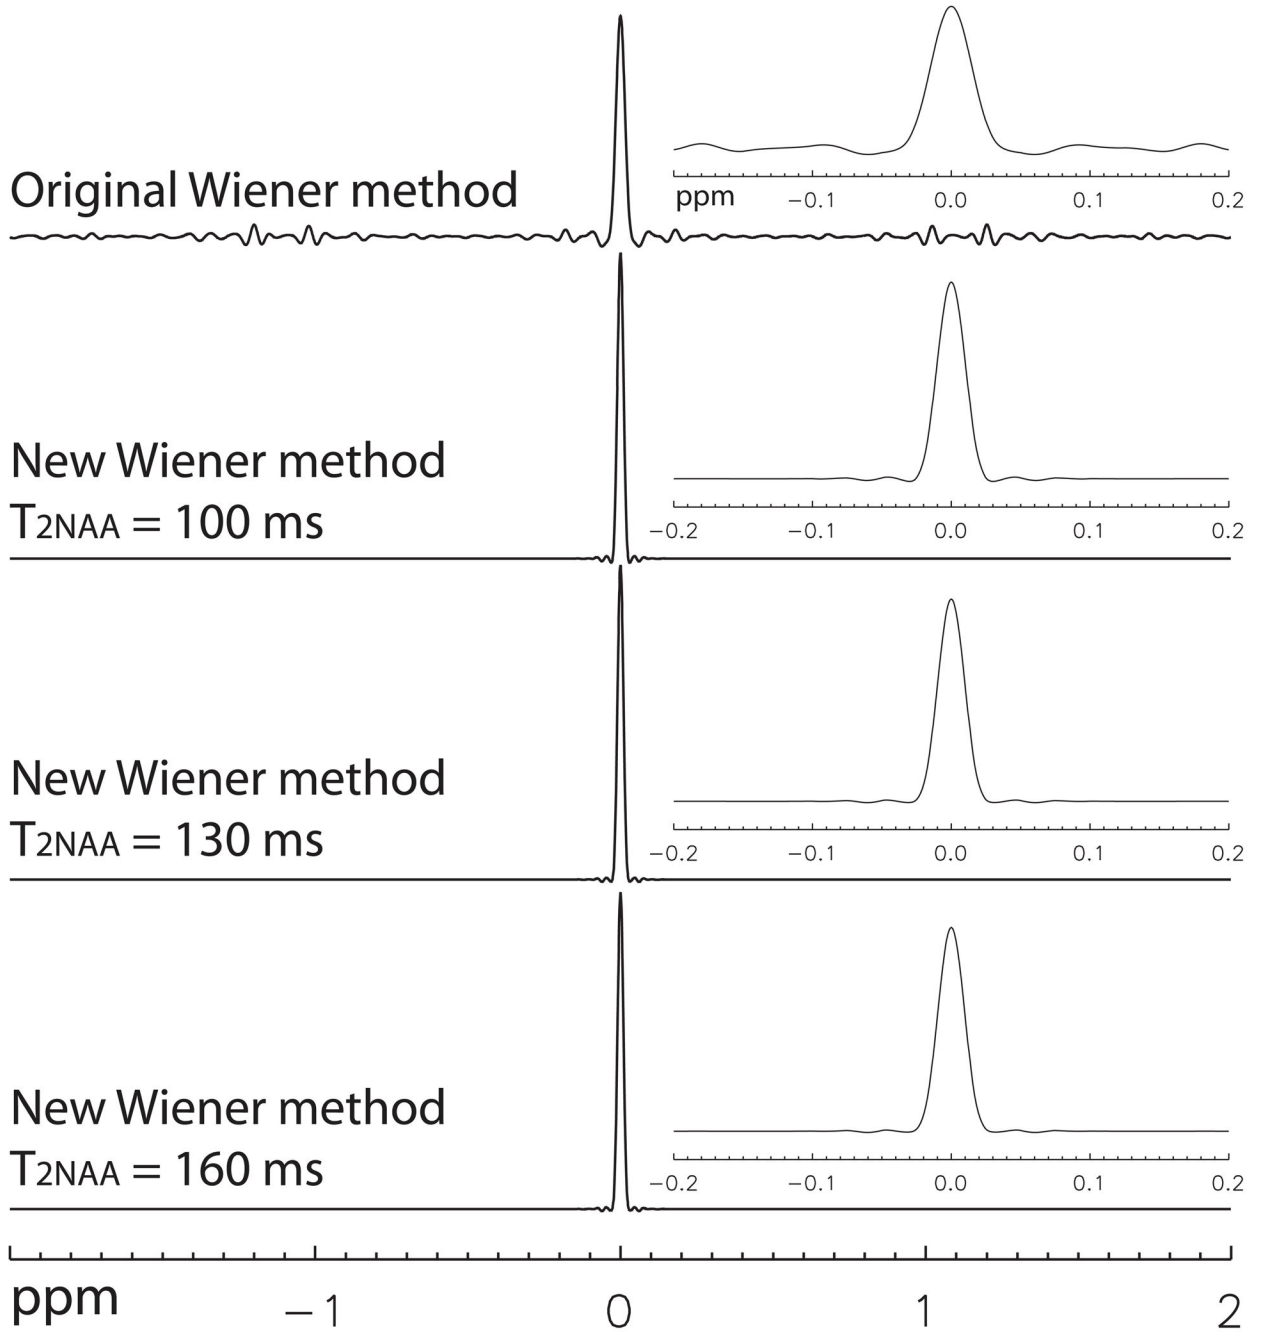 Original Wiener method
ppm −0.1 0.0 0.1 0.2
New Wiener method
T2NAA = 100 ms
−0.2 −0.1 0.0 0.1 0.2
New Wiener method
T2NAA = 130 ms
−0.2 −0.1 0.0 0.1 0.2
New Wiener method
T2NAA = 160 ms
−0.2 −0.1 0.0 0.1 0.2
ppm −1 0 1 2